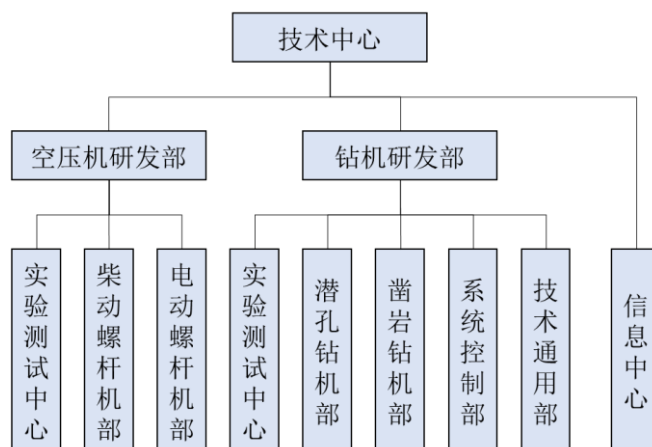 技术中心
空压机研发部
钻机研发部
实验测试中心
柴动螺杆机部
电动螺杆机部
实验测试中心
潜孔钻机部
凿岩钻机部
系统控制部
技术通用部
信息中心